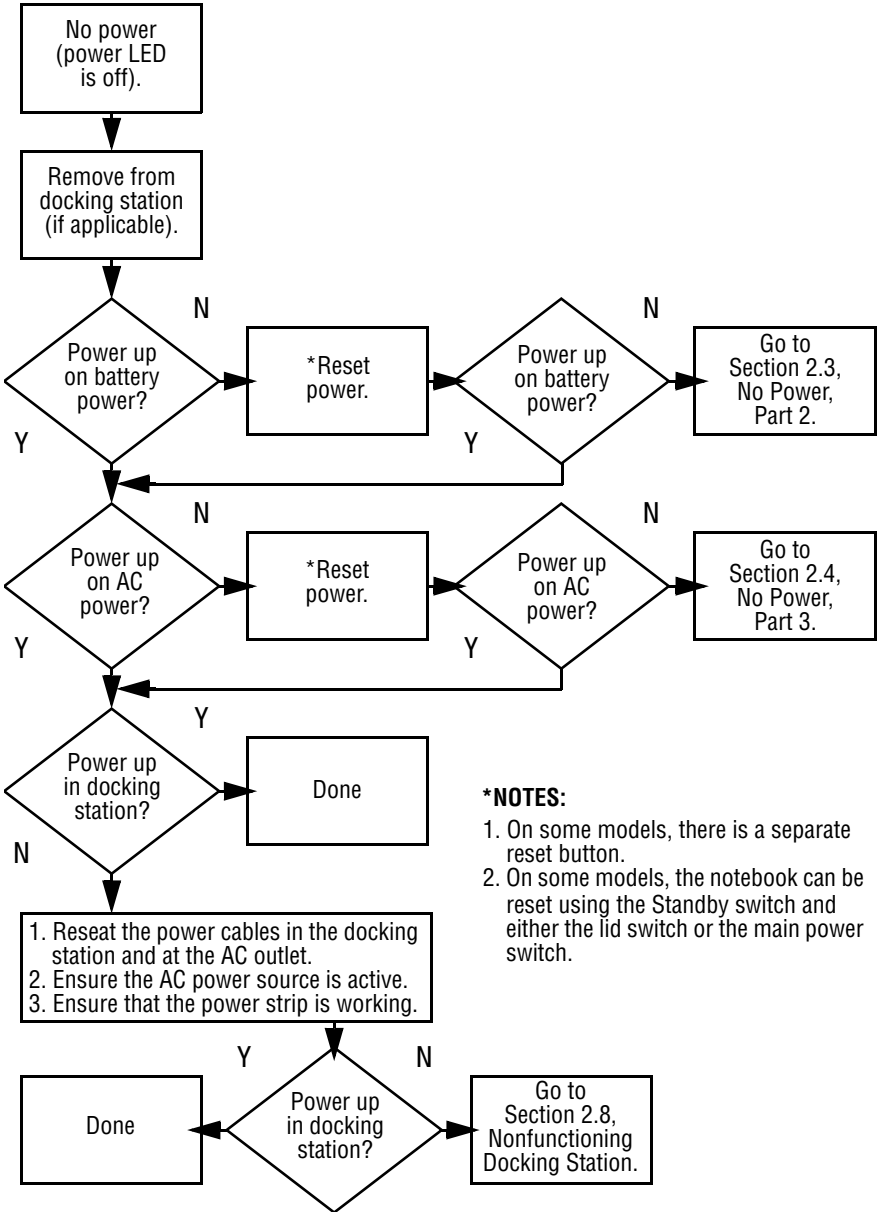 No power
(power LED
is off).
Remove from
docking station
(if applicable).
N
Power up
on battery
power?
*Reset
power.
N
Power up
on battery
power?
Go to
Section 2.3,
No Power,
Part 2.
Y
Y
N
Power up
on AC
power?
*Reset
power.
N
Power up
on AC
power?
Go to
Section 2.4,
No Power,
Part 3.
Y
Y
Y
Power up
in docking
station?
Done
N
*NOTES:
1. On some models, there is a separate
reset button.
2. On some models, the notebook can be
reset using the Standby switch and
either the lid switch or the main power
switch.
1. Reseat the power cables in the docking
station and at the AC outlet.
2. Ensure the AC power source is active.
3. Ensure that the power strip is working.
Y
N
Done
Power up
in docking
station?
Go to
Section 2.8,
Nonfunctioning
Docking Station.